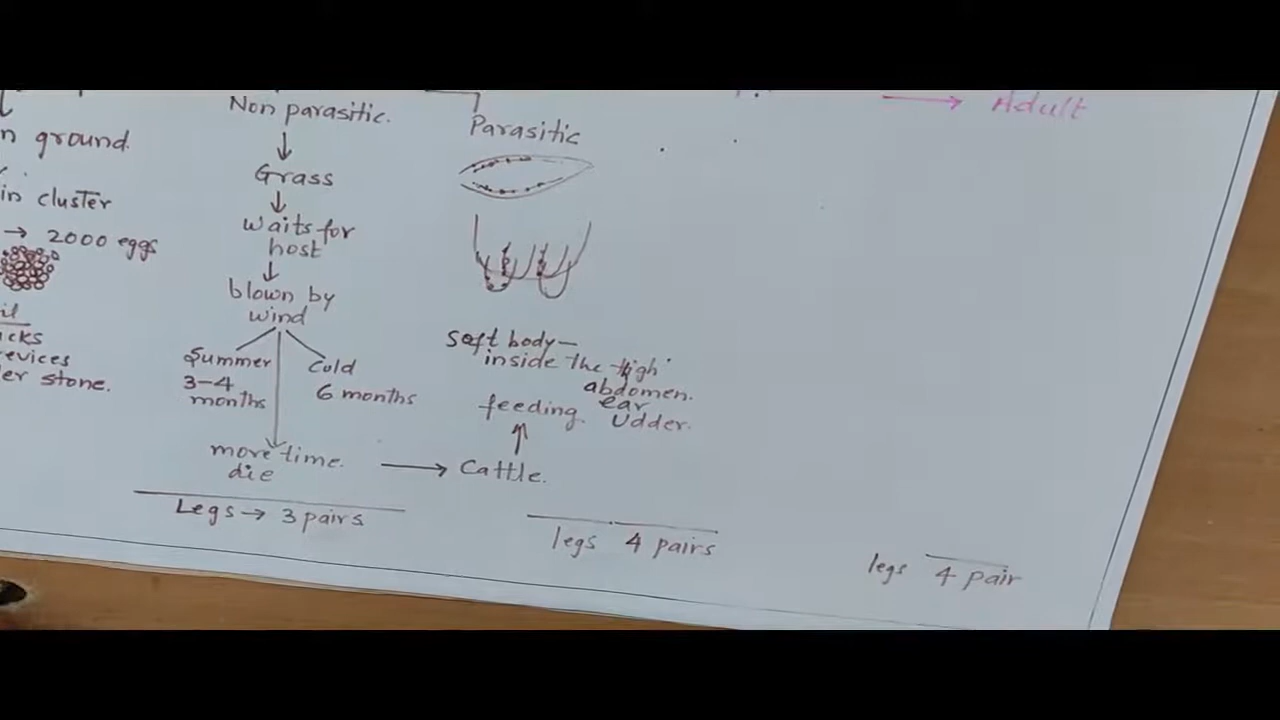 n ground.
in cluster
→ 2000 eggs
icks
evices
er stone.
Non parasitic.
↓
Grass
↓
waits for
host
↓
blown by
wind
Summer
3-4
months
Cold
6 months
more time.
die
→
Legs → 3 pairs
Parasitic
Soft body—
inside the
abdomen.
ear
Udder.
feeding.
↑
Cattle.
legs 4 pairs
→ Adult
legs 4 pair